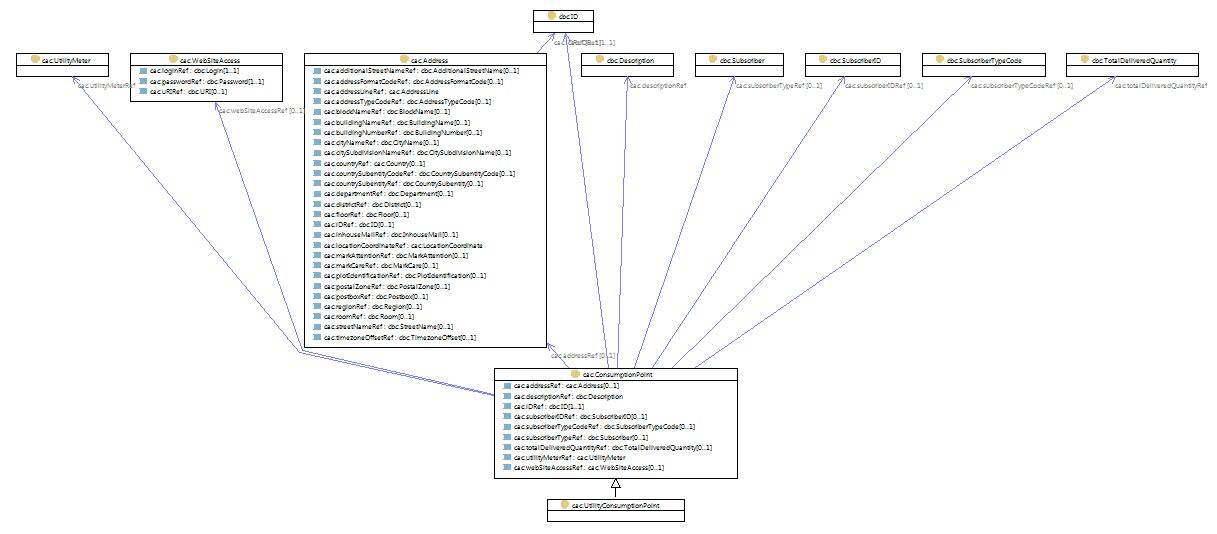 cbc:ID
cac:UtilityMeter
cac:WebSiteAccess
cac:loginRef : cbc:Login[1..1]
cac:passwordRef : cbc:Password[1..1]
cac:URIRef : cbc:URI[0..1]
cac:Address
cac:additionalStreetNameRef : cbc:AdditionalStreetName[0..1]
cac:addressFormatCodeRef : cbc:AddressFormatCode[0..1]
cac:addressLineRef : cac:AddressLine
cac:addressTypeCodeRef : cbc:AddressTypeCode[0..1]
cac:blockNameRef : cbc:BlockName[0..1]
cac:buildingNameRef : cbc:BuildingName[0..1]
cac:buildingNumberRef : cbc:BuildingNumber[0..1]
cac:cityNameRef : cbc:CityName[0..1]
cac:citySubdivisionNameRef : cbc:CitySubdivisionName[0..1]
cac:countryRef : cac:Country[0..1]
cac:countrySubentityCodeRef : cbc:CountrySubentityCode[0..1]
cac:countrySubentityRef : cbc:CountrySubentity[0..1]
cac:departmentRef : cbc:Department[0..1]
cac:districtRef : cbc:District[0..1]
cac:floorRef : cbc:Floor[0..1]
cac:IDRef : cbc:ID[0..1]
cac:inhouseMailRef : cbc:InhouseMail[0..1]
cac:locationCoordinateRef : cac:LocationCoordinate
cac:markAttentionRef : cbc:MarkAttention[0..1]
cac:markCareRef : cbc:MarkCare[0..1]
cac:plotIdentificationRef : cbc:PlotIdentification[0..1]
cac:postalZoneRef : cbc:PostalZone[0..1]
cac:postboxRef : cbc:Postbox[0..1]
cac:regionRef : cbc:Region[0..1]
cac:roomRef : cbc:Room[0..1]
cac:streetNameRef : cbc:StreetName[0..1]
cac:timezoneOffsetRef : cbc:TimezoneOffset[0..1]
cbc:Description
cbc:Subscriber
cbc:SubscriberID
cbc:SubscriberTypeCode
cbc:TotalDeliveredQuantity
cac:utilityMeterRef
cac:webSiteAccessRef [0..1]
cac:descriptionRef
cac:subscriberTypeRef [0..1]
cac:subscriberIDRef [0..1]
cac:subscriberTypeCodeRef [0..1]
cac:totalDeliveredQuantityRef
cac:addressRef [0..1]
cac:ConsumptionPoint
cac:addressRef : cac:Address[0..1]
cac:descriptionRef : cbc:Description
cac:IDRef : cbc:ID[1..1]
cac:subscriberIDRef : cbc:SubscriberID[0..1]
cac:subscriberTypeCodeRef : cbc:SubscriberTypeCode[0..1]
cac:subscriberTypeRef : cbc:Subscriber[0..1]
cac:totalDeliveredQuantityRef : cbc:TotalDeliveredQuantity[0..1]
cac:utilityMeterRef : cac:UtilityMeter
cac:webSiteAccessRef : cac:WebSiteAccess[0..1]
cac:UtilityConsumptionPoint